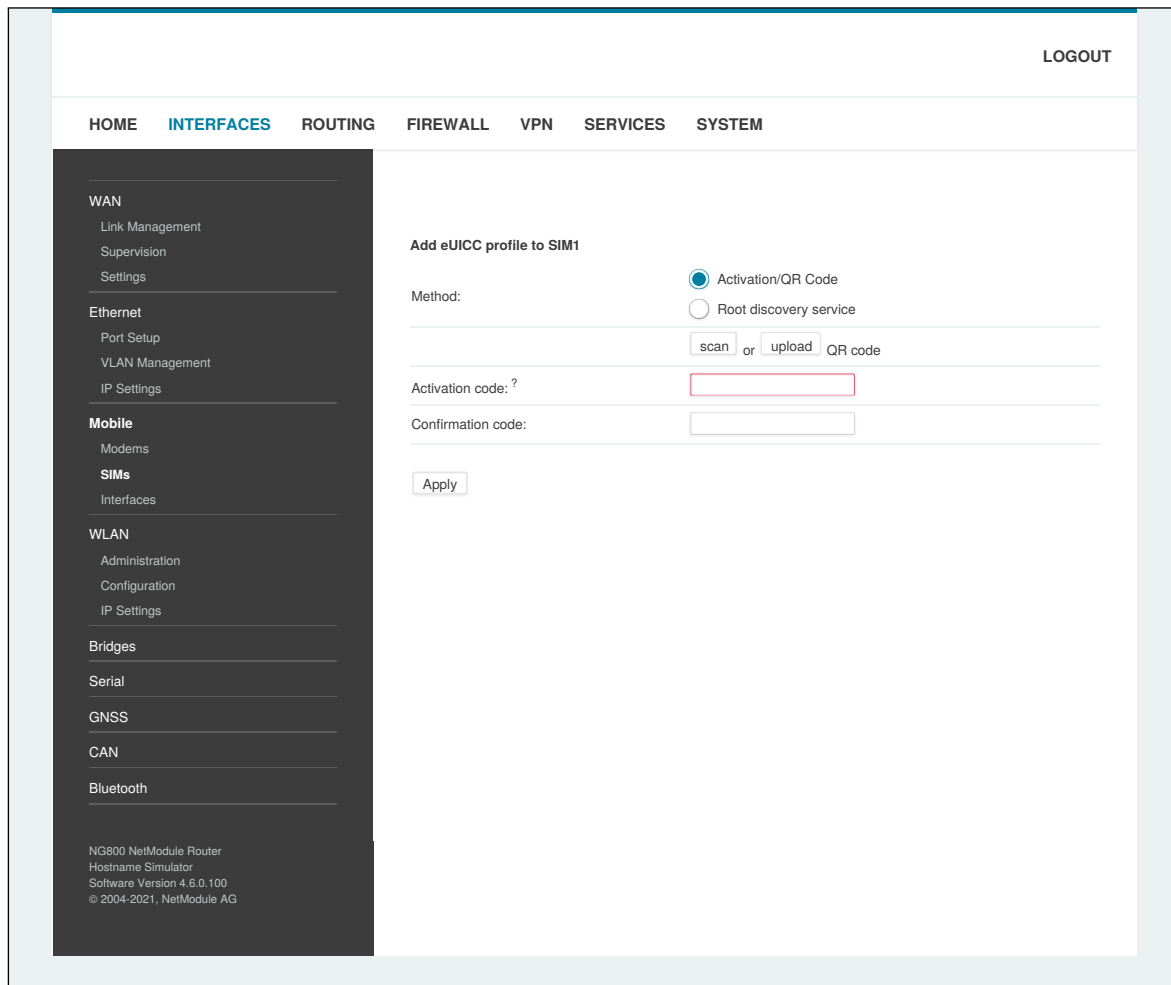 LOGOUT
HOME INTERFACES ROUTING FIREWALL VPN SERVICES SYSTEM
WAN
Link Management
Supervision
Settings
Ethernet
Port Setup
VLAN Management
IP Settings
Mobile
Modems
SIMs
Interfaces
WLAN
Administration
Configuration
IP Settings
Bridges
Serial
GNSS
CAN
Bluetooth
NG800 NetModule Router
Hostname Simulator
Software Version 4.6.0.100
© 2004-2021, NetModule AG
Add eUICC profile to SIM1
Method:
Activation/QR Code
Root discovery service
scan or upload QR code
Activation code: ?
Confirmation code:
Apply